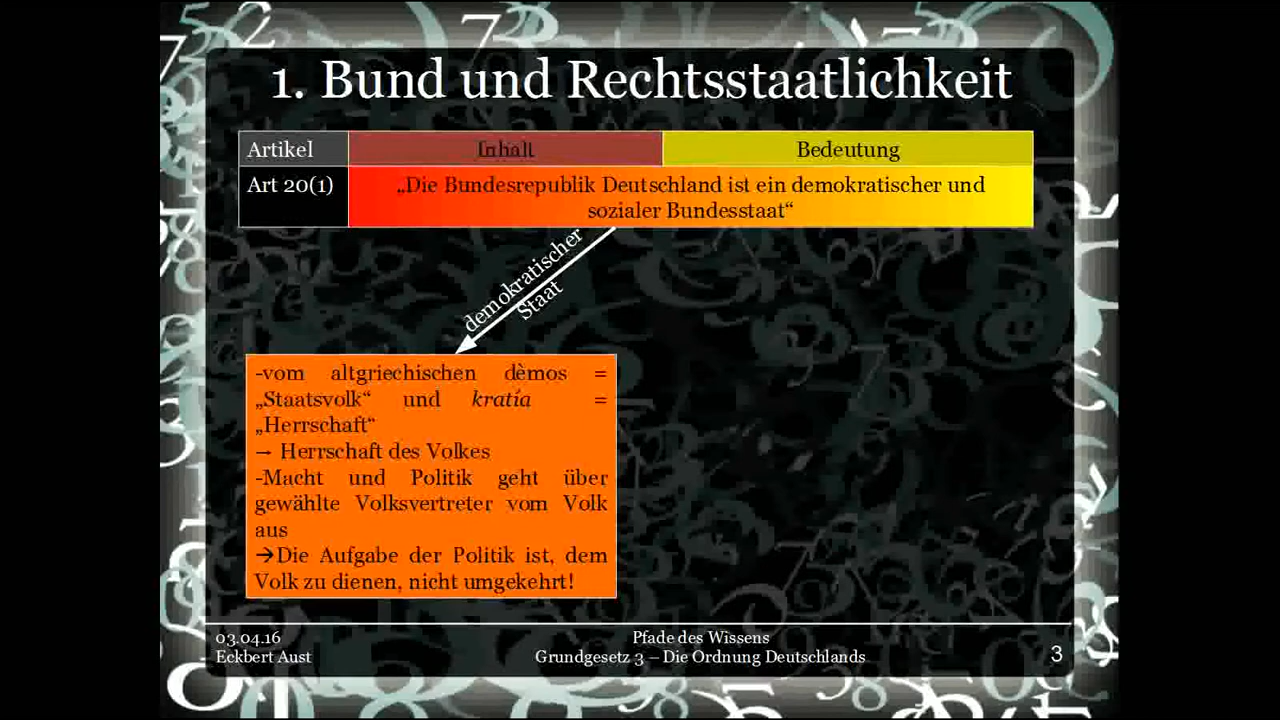 1. Bund und Rechtsstaatlichkeit
Artikel Inhalt Bedeutung
Art 20(1) „Die Bundesrepublik Deutschland ist ein demokratischer und
sozialer Bundesstaat“
demokratischer
Staat
-vom altgriechischen dèmos =
„Staatsvolk“ und kratía =
„Herrschaft“
→ Herrschaft des Volkes
-Macht und Politik geht über
gewählte Volksvertreter vom Volk
aus
→Die Aufgabe der Politik ist, dem
Volk zu dienen, nicht umgekehrt!
03.04.16
Eckbert Aust
Pfade des Wissens
Grundgesetz 3 – Die Ordnung Deutschlands
3